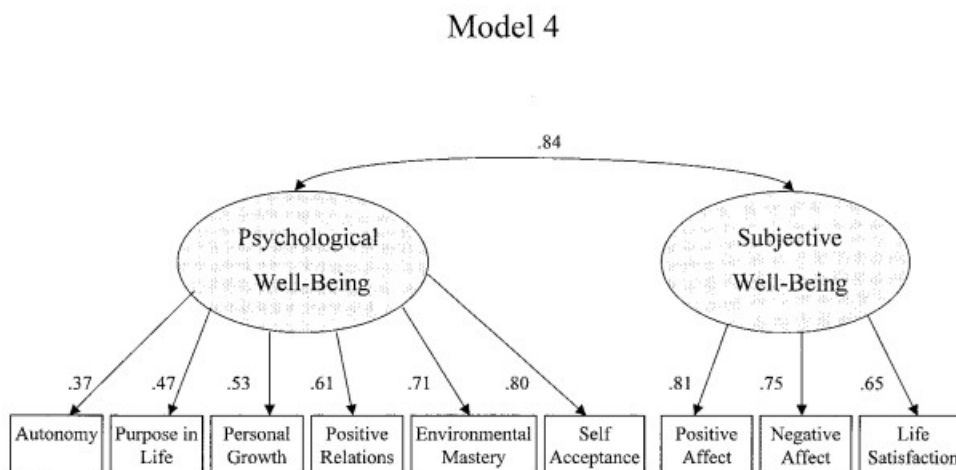 Model 4
.84
Psychological
Well-Being
Subjective
Well-Being
.37 .47 .53 .61 .71 .80 .81 .75 .65
Autonomy
Purpose in
Life
Personal
Growth
Positive
Relations
Environmental
Mastery
Self
Acceptance
Positive
Affect
Negative
Affect
Life
Satisfaction